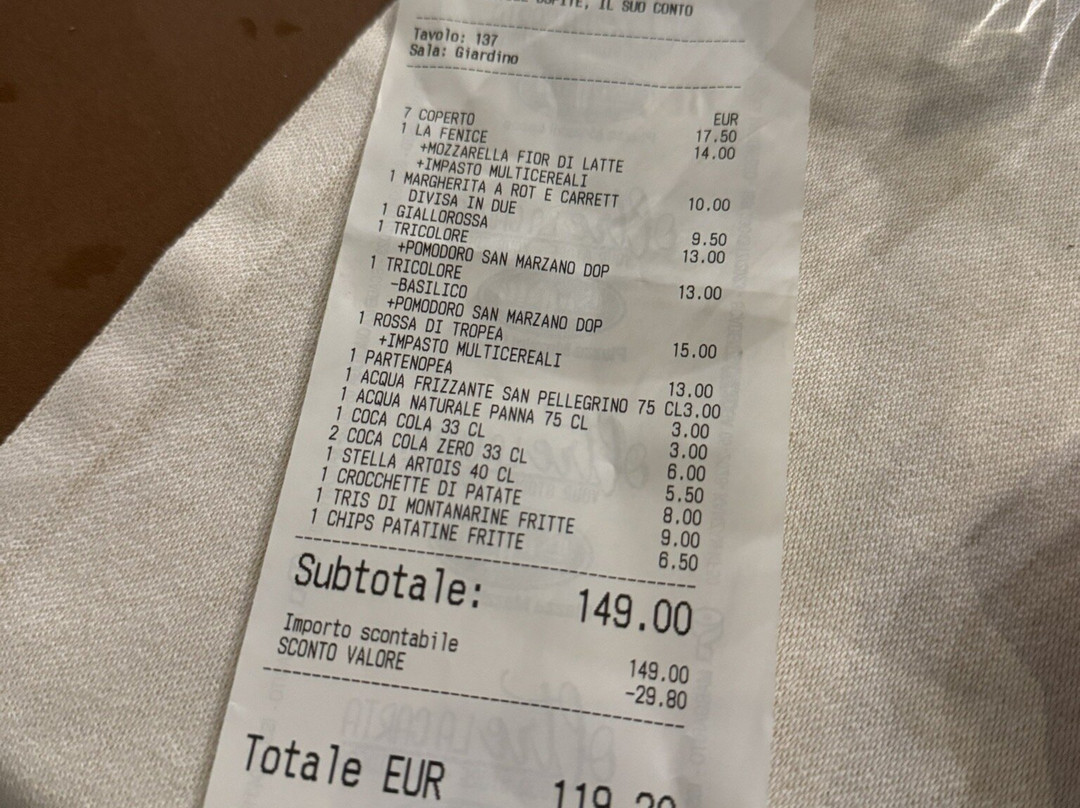 OSPITE, IL SUO CONTO
Tavolo: 137
Sala: Giardino
EUR
7 COPERTO 17.50
1 LA FENICE 14.00
+MOZZARELLA FIOR DI LATTE
+IMPASTO MULTICEREALI
1 MARGHERITA A ROT E CARRETT 10.00
DIVISA IN DUE
1 GIALLOROSSA 9.50
1 TRICOLORE 13.00
+POMODORO SAN MARZANO DOP
1 TRICOLORE 13.00
-BASILICO
+POMODORO SAN MARZANO DOP
1 ROSSA DI TROPEA 15.00
+IMPASTO MULTICEREALI
1 PARTENOPEA 13.00
1 ACQUA FRIZZANTE SAN PELLEGRINO 75 CL3.00
1 ACQUA NATURALE PANNA 75 CL 3.00
1 COCA COLA 33 CL 3.00
2 COCA COLA ZERO 33 CL 6.00
1 STELLA ARTOIS 40 CL 5.50
1 CROCCHETTE DI PATATE 8.00
1 TRIS DI MONTANARINE FRITTE 9.00
1 CHIPS PATATINE FRITTE 6.50
Subtotale: 149.00
Importo scontabile 149.00
SCONTO VALORE -29.80
Totale EUR 119.20